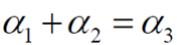 α₁ + α₂ = α₃